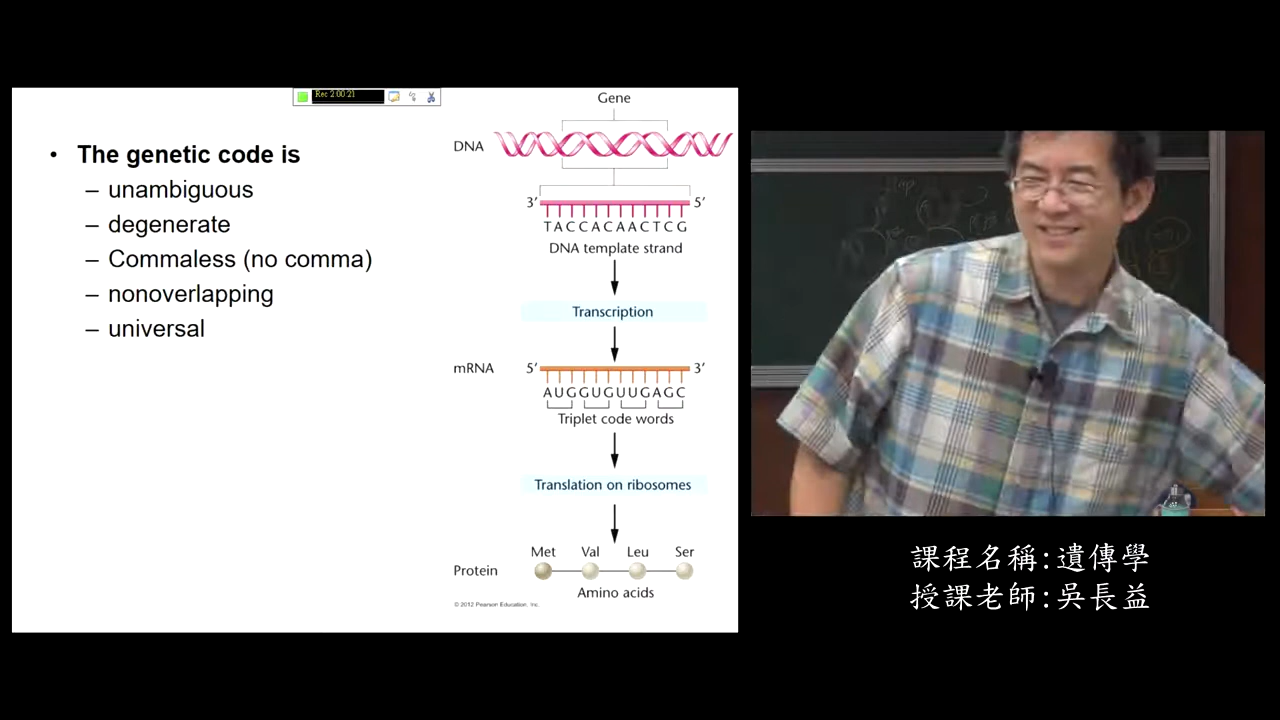 Rec 2:00:21
• The genetic code is
– unambiguous
– degenerate
– Commaless (no comma)
– nonoverlapping
– universal
Gene
DNA
3′ 5′
TACCACAACTCG
DNA template strand
Transcription
mRNA 5′ 3′
AUGGUGUUGAGC
Triplet code words
Translation on ribosomes
Met Val Leu Ser
Protein
Amino acids
© 2012 Pearson Education, Inc.
課程名稱:遺傳學
授課老師:吳長益